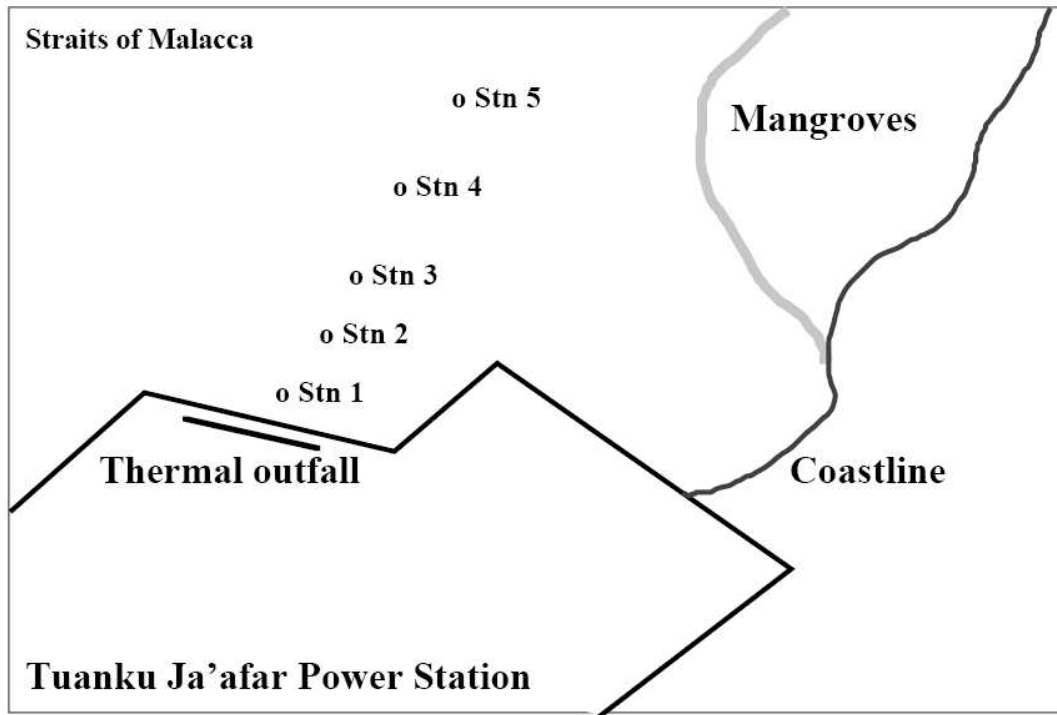 Straits of Malacca
o Stn 5
Mangroves
o Stn 4
o Stn 3
o Stn 2
o Stn 1
Thermal outfall
Coastline
Tuanku Ja’afar Power Station